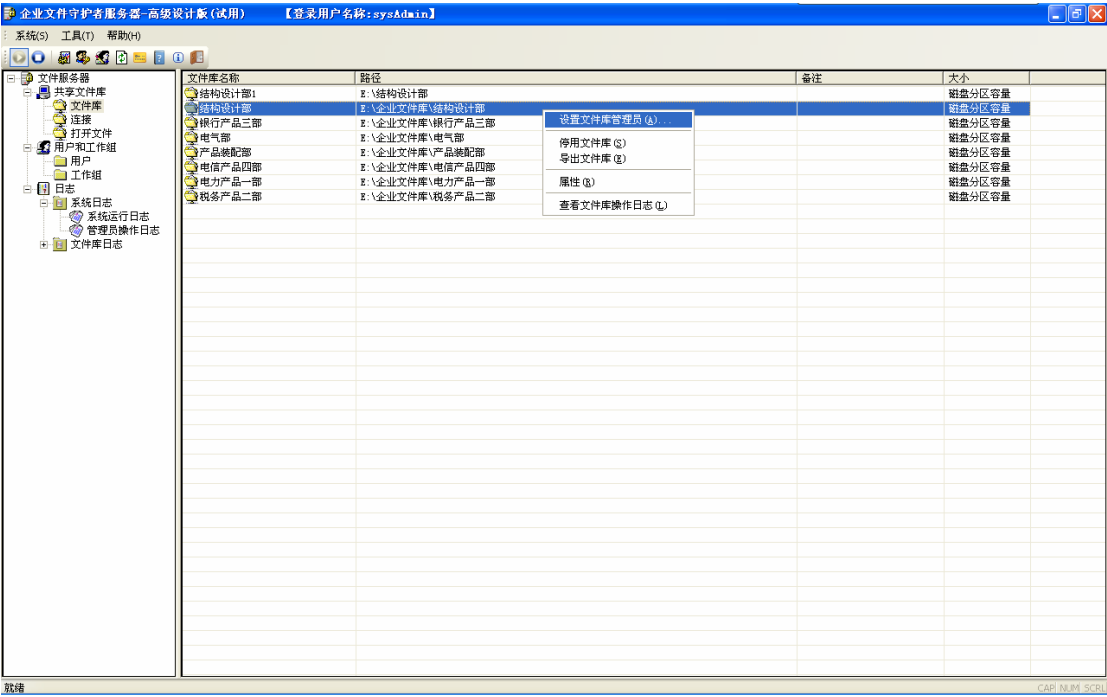 企业文件守护者服务器-高级设计版(试用) 【登录用户名称:sysAdmin】
系统(S) 工具(T) 帮助(H)
文件服务器
共享文件库
文件库
连接
打开文件
用户和工作组
用户
工作组
日志
系统日志
系统运行日志
管理员操作日志
文件库日志
文件库名称 路径 备注 大小
结构设计部1 E:\结构设计部 磁盘分区容量
结构设计部 E:\企业文件库\结构设计部 磁盘分区容量
银行产品三部 E:\企业文件库\银行产品三部 磁盘分区容量
电气部 E:\企业文件库\电气部 磁盘分区容量
产品装配部 E:\企业文件库\产品装配部 磁盘分区容量
电信产品四部 E:\企业文件库\电信产品四部 磁盘分区容量
电力产品一部 E:\企业文件库\电力产品一部 磁盘分区容量
税务产品二部 E:\企业文件库\税务产品二部 磁盘分区容量
设置文件库管理员(A)...
停用文件库(S)
导出文件库(E)
属性(R)
查看文件库操作日志(L)
就绪 CAP NUM SCRL